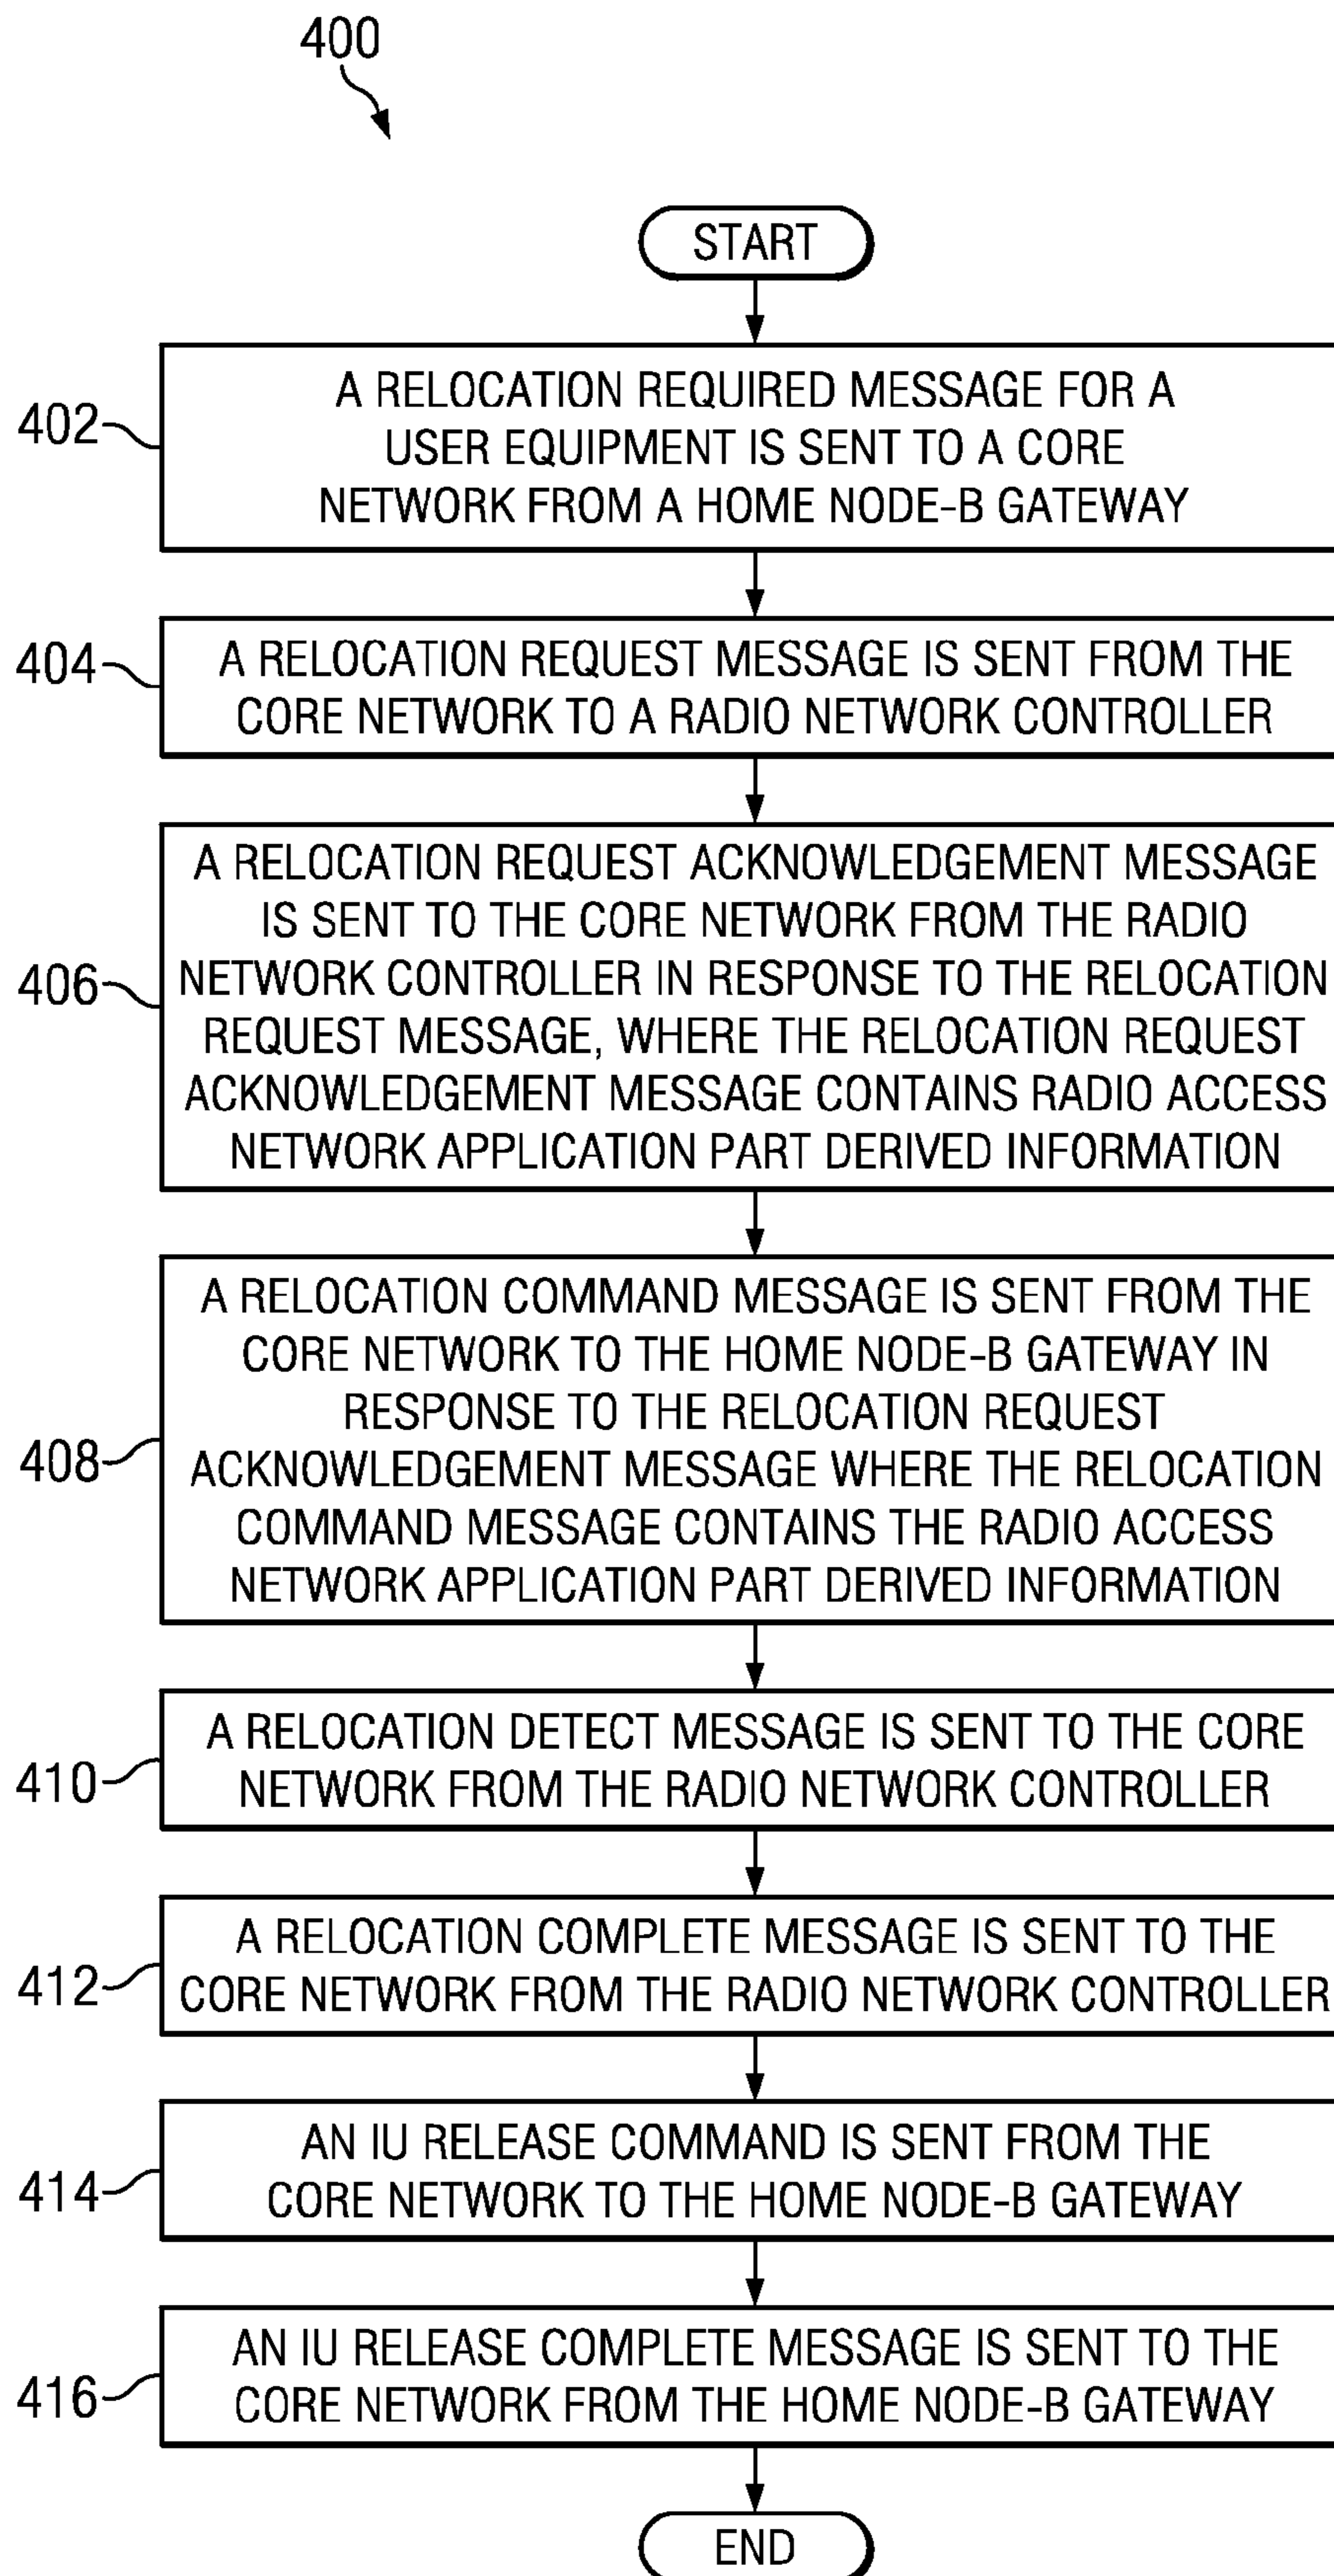 400
START
402
A RELOCATION REQUIRED MESSAGE FOR A
USER EQUIPMENT IS SENT TO A CORE
NETWORK FROM A HOME NODE-B GATEWAY
404
A RELOCATION REQUEST MESSAGE IS SENT FROM THE
CORE NETWORK TO A RADIO NETWORK CONTROLLER
406
A RELOCATION REQUEST ACKNOWLEDGEMENT MESSAGE
IS SENT TO THE CORE NETWORK FROM THE RADIO
NETWORK CONTROLLER IN RESPONSE TO THE RELOCATION
REQUEST MESSAGE, WHERE THE RELOCATION REQUEST
ACKNOWLEDGEMENT MESSAGE CONTAINS RADIO ACCESS
NETWORK APPLICATION PART DERIVED INFORMATION
408
A RELOCATION COMMAND MESSAGE IS SENT FROM THE
CORE NETWORK TO THE HOME NODE-B GATEWAY IN
RESPONSE TO THE RELOCATION REQUEST
ACKNOWLEDGEMENT MESSAGE WHERE THE RELOCATION
COMMAND MESSAGE CONTAINS THE RADIO ACCESS
NETWORK APPLICATION PART DERIVED INFORMATION
410
A RELOCATION DETECT MESSAGE IS SENT TO THE CORE
NETWORK FROM THE RADIO NETWORK CONTROLLER
412
A RELOCATION COMPLETE MESSAGE IS SENT TO THE
CORE NETWORK FROM THE RADIO NETWORK CONTROLLER
414
AN IU RELEASE COMMAND IS SENT FROM THE
CORE NETWORK TO THE HOME NODE-B GATEWAY
416
AN IU RELEASE COMPLETE MESSAGE IS SENT TO THE
CORE NETWORK FROM THE HOME NODE-B GATEWAY
END